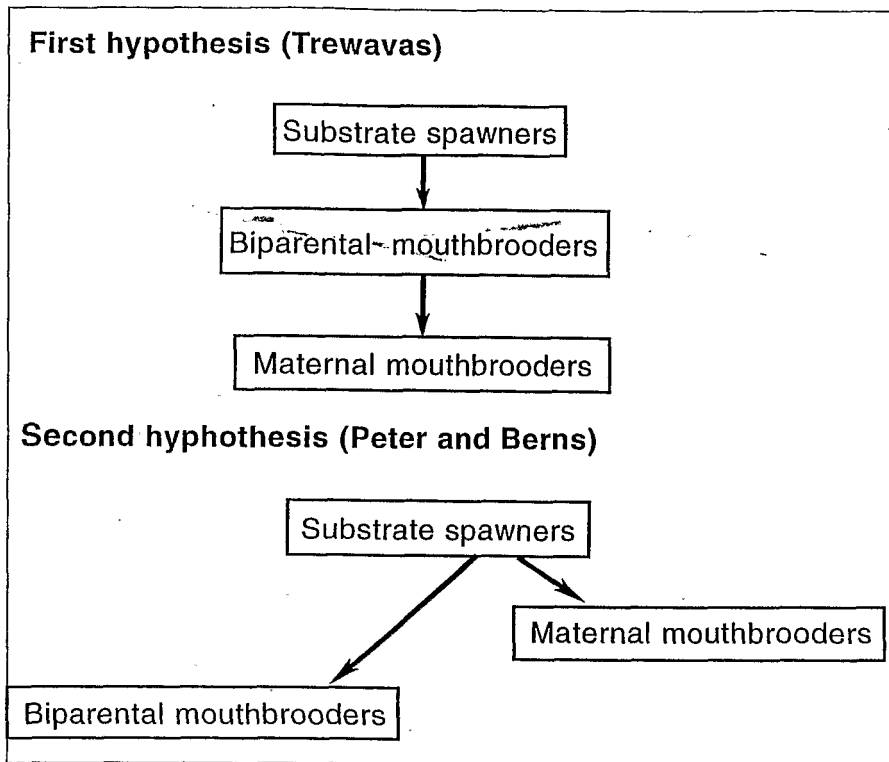 First hypothesis (Trewavas)
Substrate spawners
Biparental mouthbrooders
Maternal mouthbrooders
Second hyphothesis (Peter and Berns)
Substrate spawners
Maternal mouthbrooders
Biparental mouthbrooders